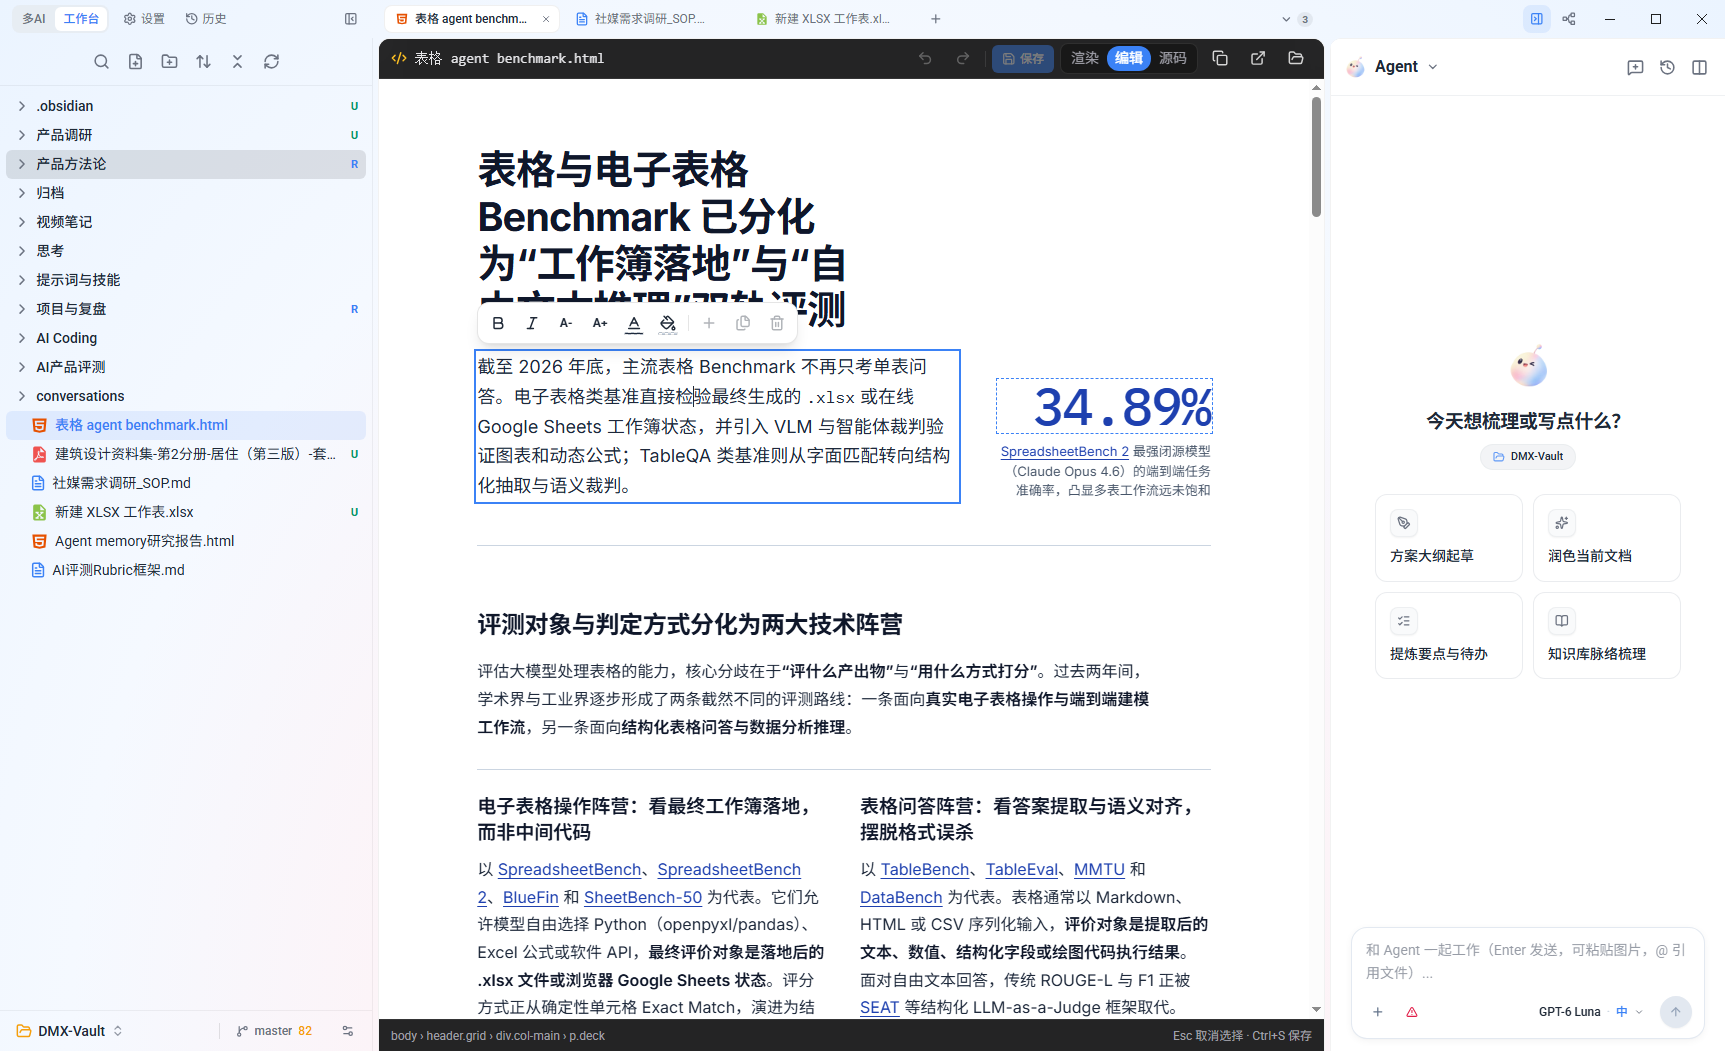 多AI
工作台
设置
历史
表格 agent benchm...
社媒需求调研_SOP....
新建 XLSX 工作表.xl...
3
.obsidian
U
产品调研
U
产品方法论
R
归档
视频笔记
思考
提示词与技能
项目与复盘
R
AI Coding
AI产品评测
conversations
表格 agent benchmark.html
建筑设计资料集-第2分册-居住（第三版）-套...
U
社媒需求调研_SOP.md
新建 XLSX 工作表.xlsx
U
Agent memory研究报告.html
AI评测Rubric框架.md
DMX-Vault
master 82
表格 agent benchmark.html
保存
渲染
编辑
源码
表格与电子表格
Benchmark 已分化
为“工作簿落地”与“自
由文本推理”双轨评测
B I A- A+ A
截至 2026 年底，主流表格 Benchmark 不再只考单表问
答。电子表格类基准直接检验最终生成的 .xlsx 或在线
Google Sheets 工作簿状态，并引入 VLM 与智能体裁判验
证图表和动态公式；TableQA 类基准则从字面匹配转向结构
化抽取与语义裁判。
34.89%
SpreadsheetBench 2 最强闭源模型
（Claude Opus 4.6）的端到端任务
准确率，凸显多表工作流远未饱和
评测对象与判定方式分化为两大技术阵营
评估大模型处理表格的能力，核心分歧在于“评什么产出物”与“用什么方式打分”。过去两年间，
学术界与工业界逐步形成了两条截然不同的评测路线：一条面向真实电子表格操作与端到端建模
工作流，另一条面向结构化表格问答与数据分析推理。
电子表格操作阵营：看最终工作簿落地，
而非中间代码
以 SpreadsheetBench、SpreadsheetBench
2、BlueFin 和 SheetBench-50 为代表。它们允
许模型自由选择 Python（openpyxl/pandas）、
Excel 公式或软件 API，最终评价对象是落地后的
.xlsx 文件或浏览器 Google Sheets 状态。评分
方式正从确定性单元格 Exact Match，演进为结
表格问答阵营：看答案提取与语义对齐，
摆脱格式误杀
以 TableBench、TableEval、MMTU 和
DataBench 为代表。表格通常以 Markdown、
HTML 或 CSV 序列化输入，评价对象是提取后的
文本、数值、结构化字段或绘图代码执行结果。
面对自由文本回答，传统 ROUGE-L 与 F1 正被
SEAT 等结构化 LLM-as-a-Judge 框架取代。
body › header.grid › div.col-main › p.deck
Esc 取消选择 · Ctrl+S 保存
Agent
今天想梳理或写点什么？
DMX-Vault
方案大纲起草
润色当前文档
提炼要点与待办
知识库脉络梳理
和 Agent 一起工作（Enter 发送，可粘贴图片，@ 引
用文件）...
GPT-6 Luna · 中